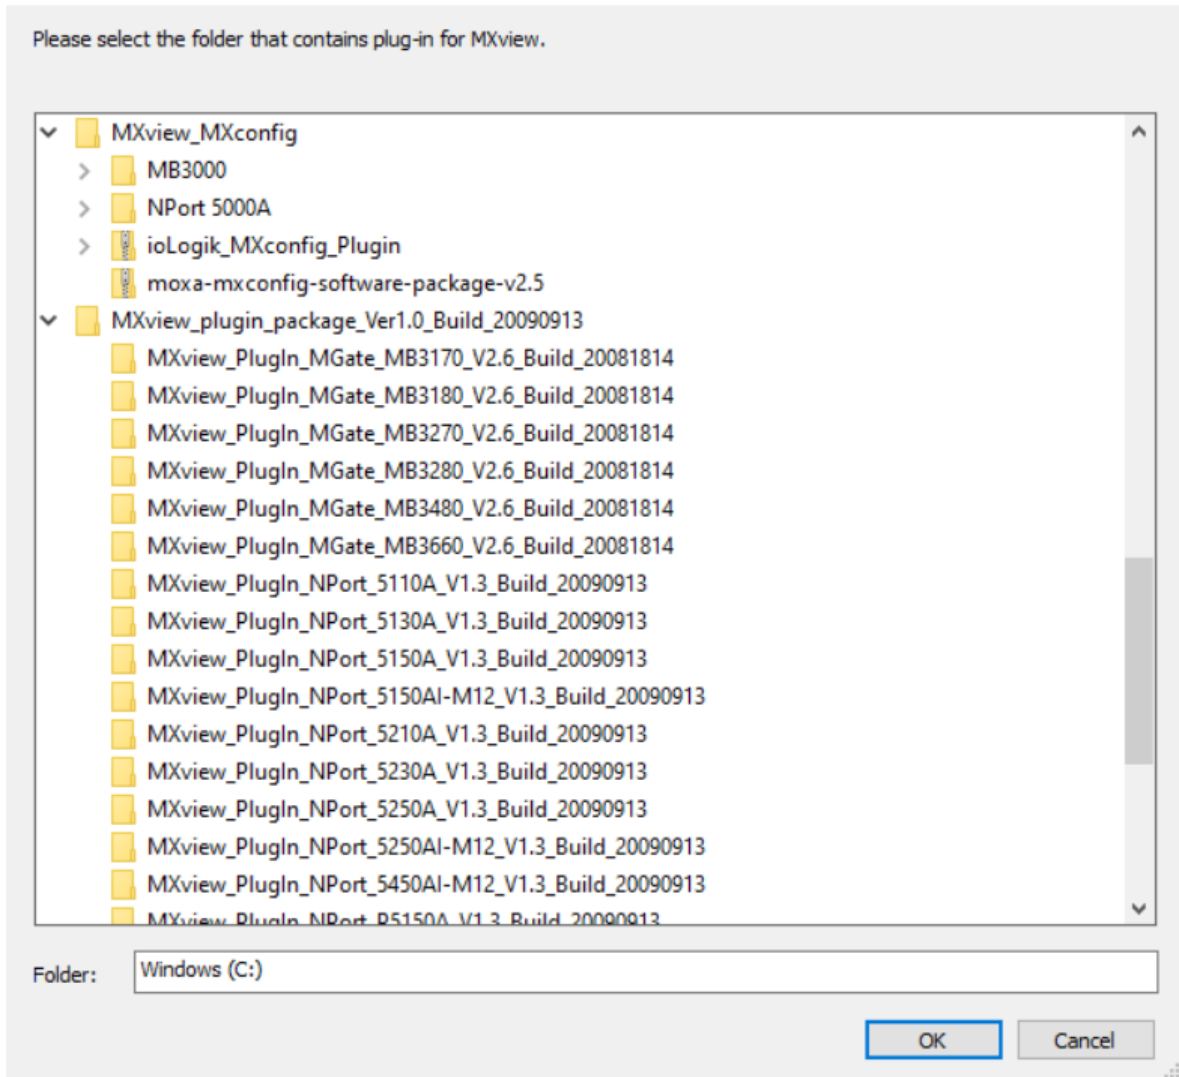 Please select the folder that contains plug-in for MXview.
MXview_MXconfig
MB3000
NPort 5000A
ioLogik_MXconfig_Plugin
moxa-mxconfig-software-package-v2.5
MXview_plugin_package_Ver1.0_Build_20090913
MXview_PlugIn_MGate_MB3170_V2.6_Build_20081814
MXview_PlugIn_MGate_MB3180_V2.6_Build_20081814
MXview_PlugIn_MGate_MB3270_V2.6_Build_20081814
MXview_PlugIn_MGate_MB3280_V2.6_Build_20081814
MXview_PlugIn_MGate_MB3480_V2.6_Build_20081814
MXview_PlugIn_MGate_MB3660_V2.6_Build_20081814
MXview_PlugIn_NPort_5110A_V1.3_Build_20090913
MXview_PlugIn_NPort_5130A_V1.3_Build_20090913
MXview_PlugIn_NPort_5150A_V1.3_Build_20090913
MXview_PlugIn_NPort_5150AI-M12_V1.3_Build_20090913
MXview_PlugIn_NPort_5210A_V1.3_Build_20090913
MXview_PlugIn_NPort_5230A_V1.3_Build_20090913
MXview_PlugIn_NPort_5250A_V1.3_Build_20090913
MXview_PlugIn_NPort_5250AI-M12_V1.3_Build_20090913
MXview_PlugIn_NPort_5450AI-M12_V1.3_Build_20090913
MXview_PlugIn_NPort_P5150A_V1.3_Build_20090913
Folder: Windows (C:)
OK Cancel